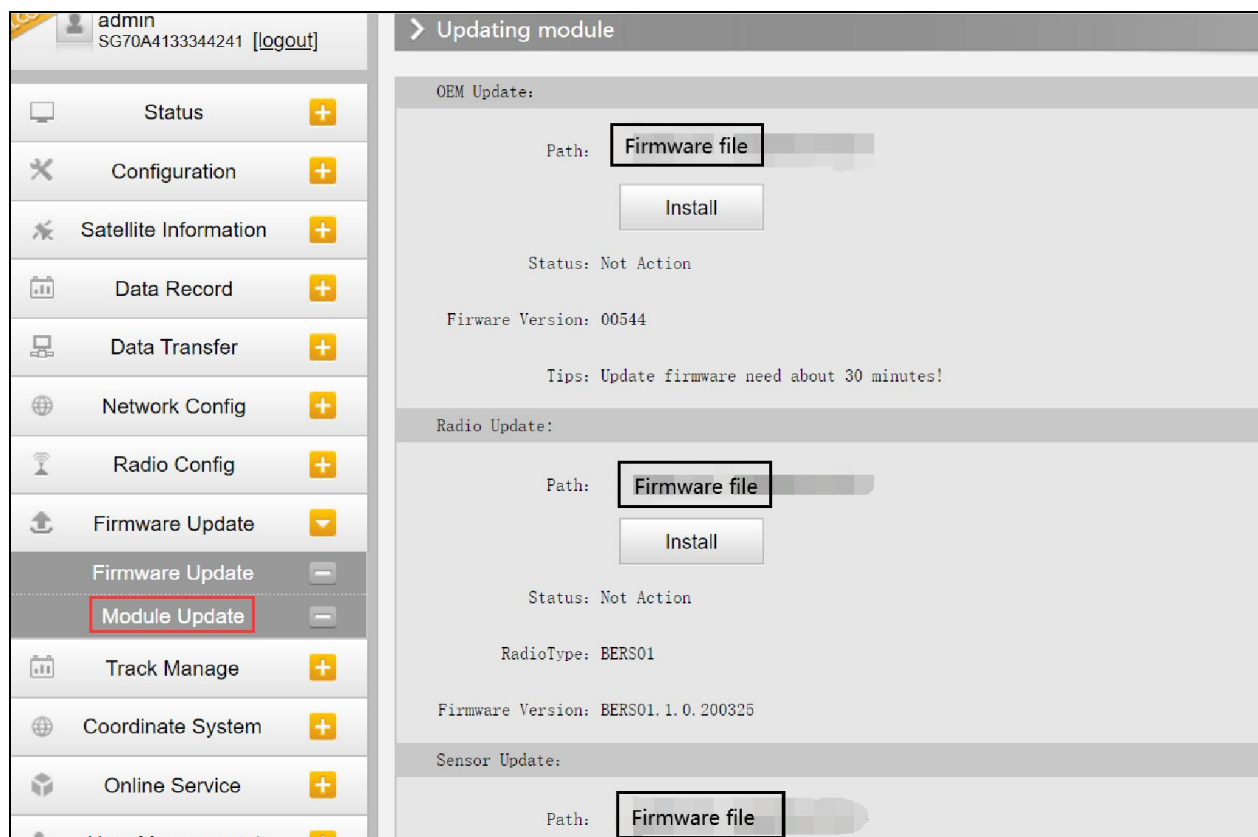 admin
SG70A4133344241 [logout]
Status
Configuration
Satellite Information
Data Record
Data Transfer
Network Config
Radio Config
Firmware Update
Firmware Update
Module Update
Track Manage
Coordinate System
Online Service
Updating module
OEM Update:
Path: Firmware file
Install
Status: Not Action
Firware Version: 00544
Tips: Update firmware need about 30 minutes!
Radio Update:
Path: Firmware file
Install
Status: Not Action
RadioType: BERS01
Firmware Version: BERS01.1.0.200325
Sensor Update:
Path: Firmware file